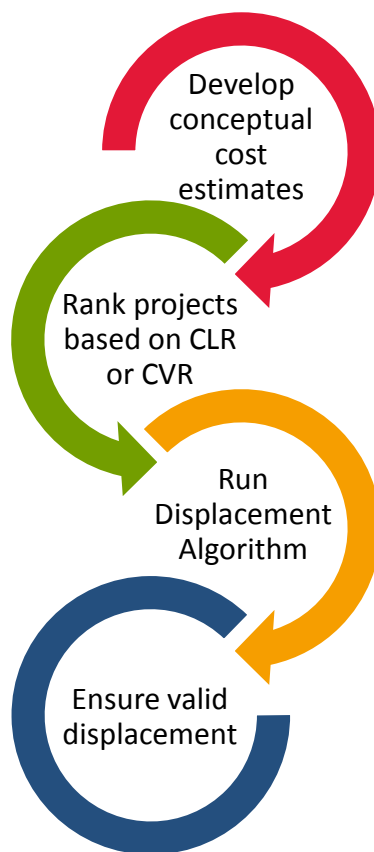 Develop
conceptual
cost
estimates
Rank projects
based on CLR
or CVR
Run
Displacement
Algorithm
Ensure valid
displacement